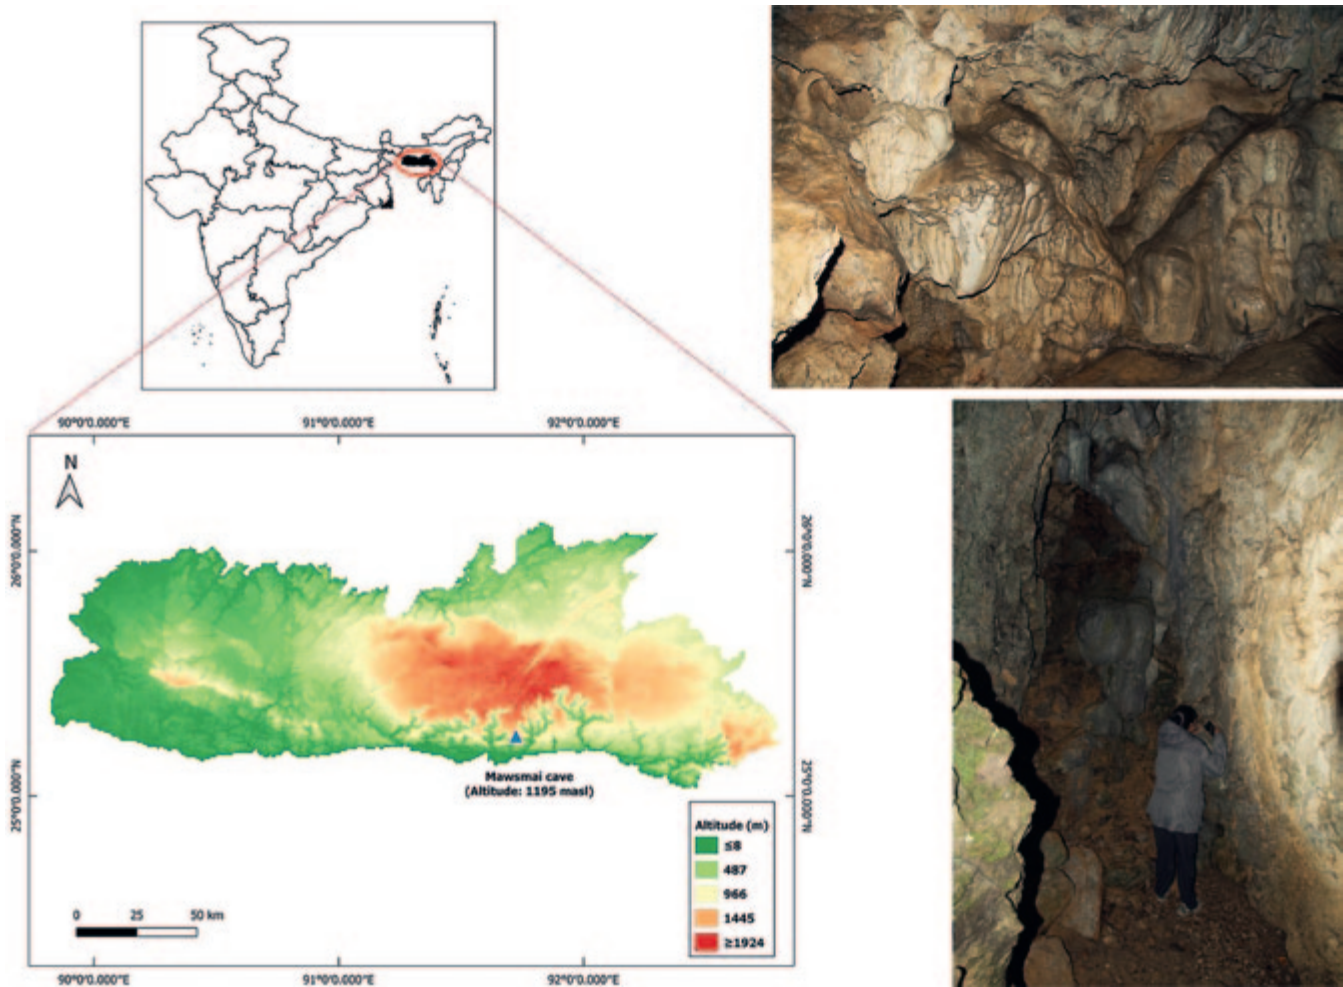 90°0'0.000"E
91°0'0.000"E
92°0'0.000"E
N
26°0'0.000"N
26°0'0.000"N
Mawsmai cave
(Altitude: 1195 masl)
25°0'0.000"N
25°0'0.000"N
Altitude (m)
≤8
487
966
1445
≥1924
0 25 50 km
90°0'0.000"E
91°0'0.000"E
92°0'0.000"E